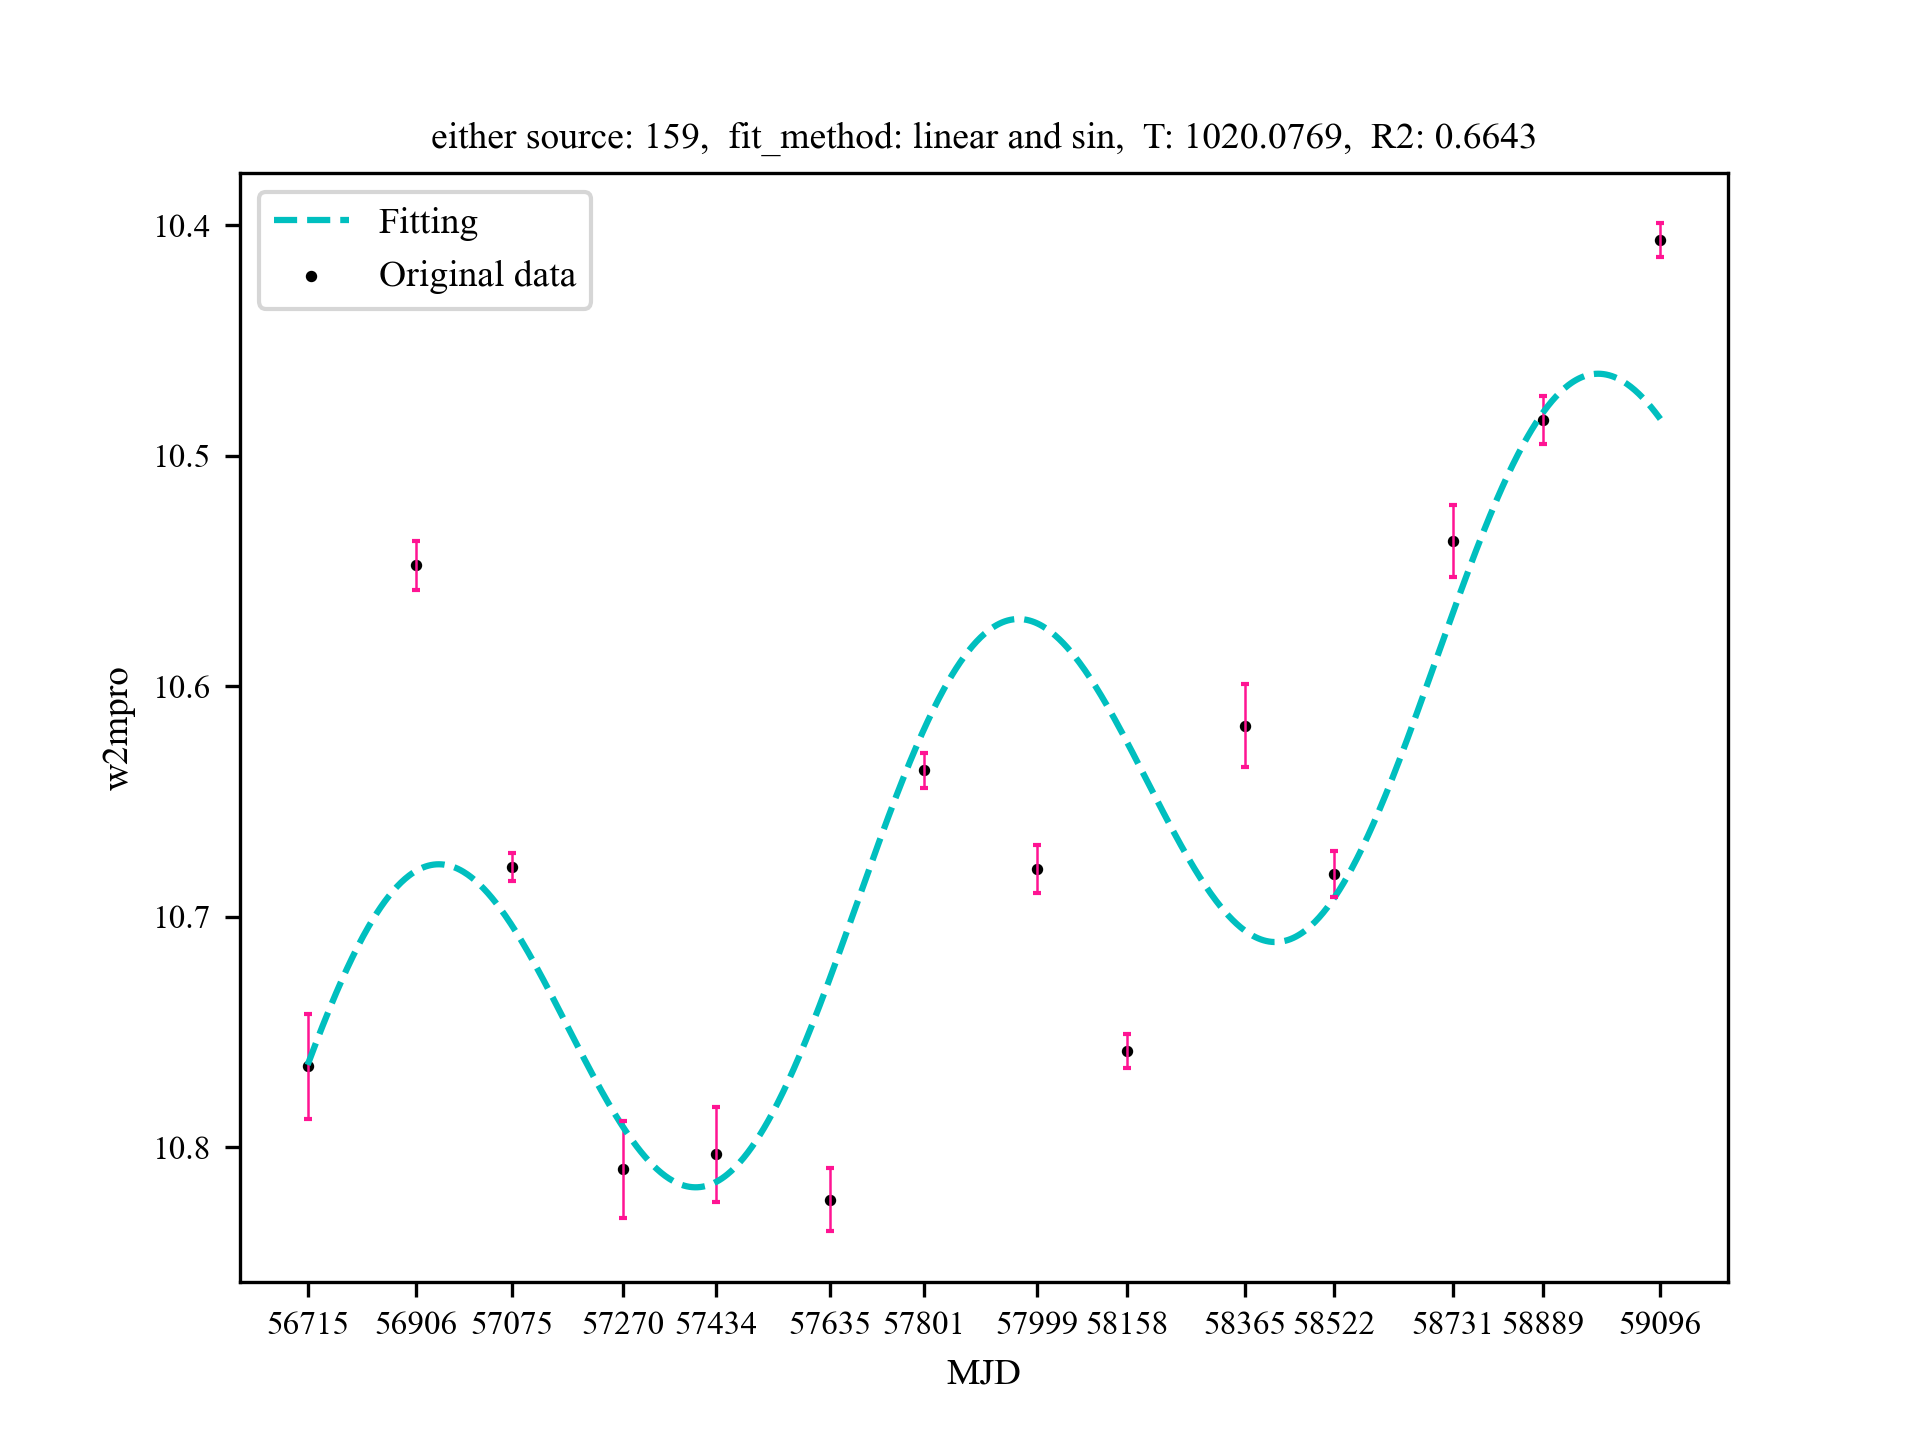 either source: 159,  fit_method: linear and sin,  T: 1020.0769,  R2: 0.6643
Fitting
Original data
10.4
10.5
10.6
10.7
10.8
w2mpro
56715 56906 57075 57270 57434 57635 57801 57999 58158 58365 58522 58731 58889 59096
MJD